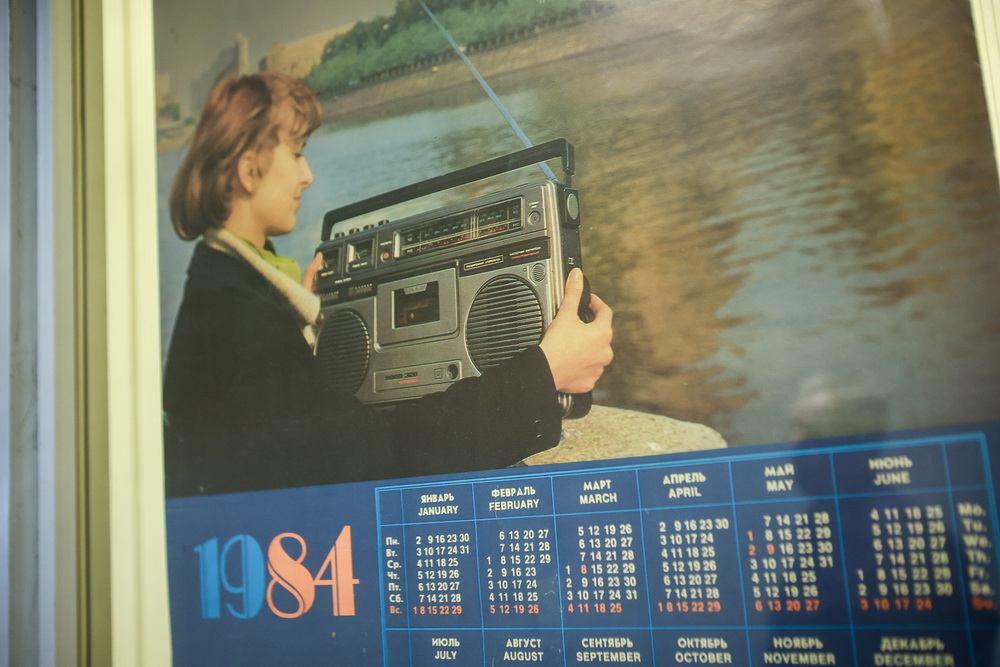 1984
ЯНВАРЬ
JANUARY
Пн. 2 9 16 23 30
Вт. 3 10 17 24 31
Ср. 4 11 18 25
Чт. 5 12 19 26
Пт. 6 13 20 27
Сб. 7 14 21 28
Вс. 1 8 15 22 29
ФЕВРАЛЬ
FEBRUARY
6 13 20 27
7 14 21 28
1 8 15 22 29
2 9 16 23
3 10 17 24
4 11 18 25
5 12 19 26
МАРТ
MARCH
5 12 19 26
6 13 20 27
7 14 21 28
1 8 15 22 29
2 9 16 23 30
3 10 17 24 31
4 11 18 25
АПРЕЛЬ
APRIL
2 9 16 23 30
3 10 17 24
4 11 18 25
5 12 19 26
6 13 20 27
7 14 21 28
1 8 15 22 29
МАЙ
MAY
7 14 21 28
1 8 15 22 29
2 9 16 23 30
3 10 17 24 31
4 11 18 25
5 12 19 26
6 13 20 27
ИЮНЬ
JUNE
4 11 18 25
5 12 19 26
6 13 20 27
7 14 21 28
1 8 15 22 29
2 9 16 23 30
3 10 17 24
Mo.
Tu.
We.
Th.
Fr.
Sa.
Su.
ИЮЛЬ
JULY
АВГУСТ
AUGUST
СЕНТЯБРЬ
SEPTEMBER
ОКТЯБРЬ
OCTOBER
НОЯБРЬ
NOVEMBER
ДЕКАБРЬ
DECEMBER